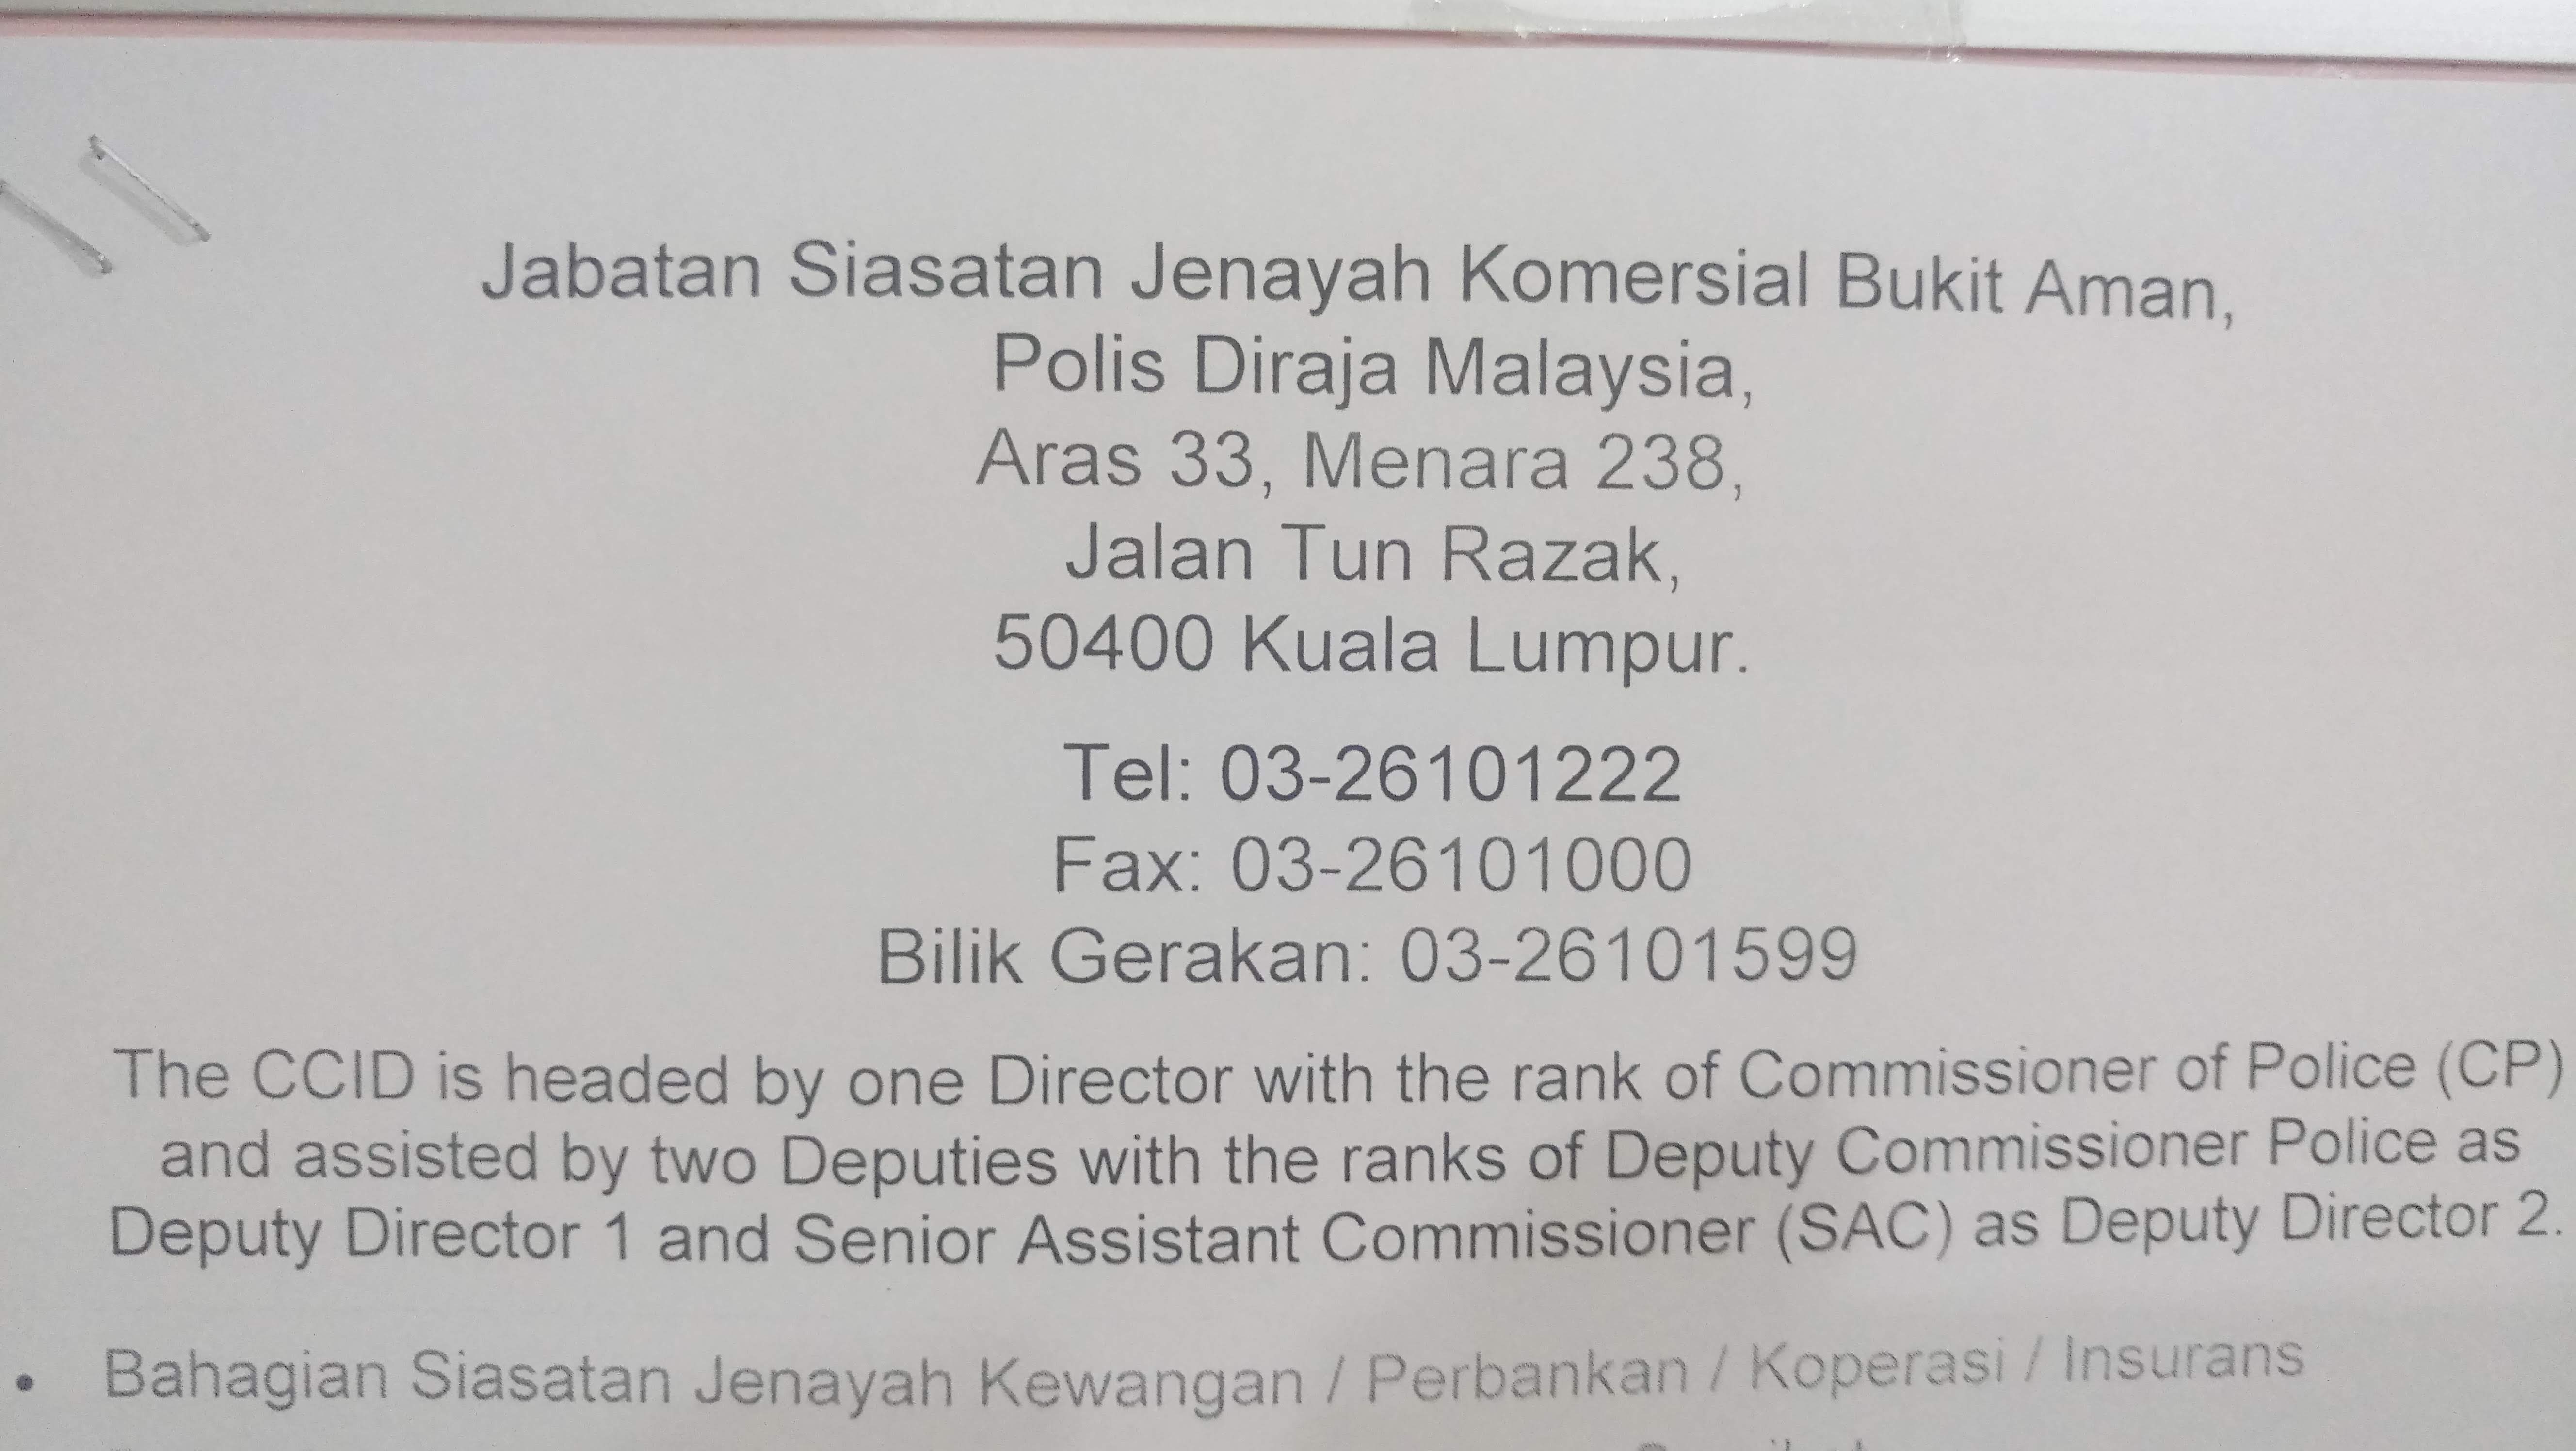 Jabatan Siasatan Jenayah Komersial Bukit Aman,
Polis Diraja Malaysia,
Aras 33, Menara 238,
Jalan Tun Razak,
50400 Kuala Lumpur.
Tel: 03-26101222
Fax: 03-26101000
Bilik Gerakan: 03-26101599
The CCID is headed by one Director with the rank of Commissioner of Police (CP)
and assisted by two Deputies with the ranks of Deputy Commissioner Police as
Deputy Director 1 and Senior Assistant Commissioner (SAC) as Deputy Director 2.
• Bahagian Siasatan Jenayah Kewangan / Perbankan / Koperasi / Insurans